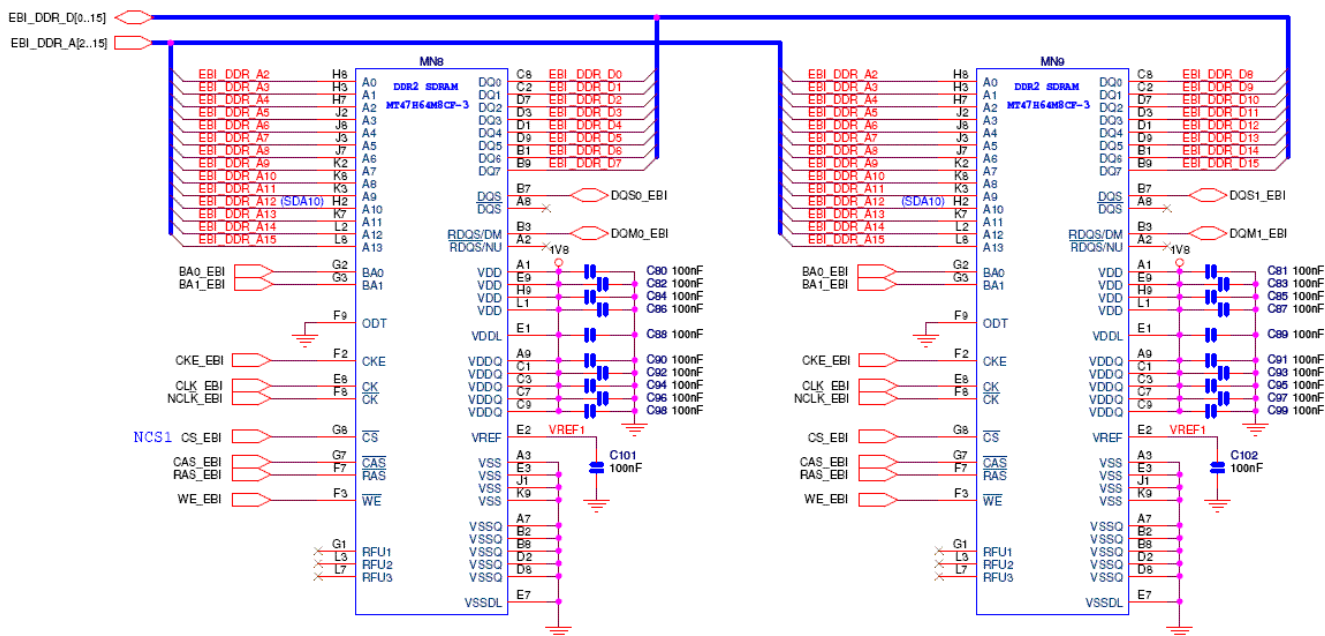 EBI_DDR_D[0..15]
EBI_DDR_A[2..15]
MN8
DDR2 SDRAM
MT47H64M8CF-3
EBI_DDR_A2 H8 A0
EBI_DDR_A3 H3 A1
EBI_DDR_A4 H7 A2
EBI_DDR_A5 J2 A3
EBI_DDR_A6 J8 A4
EBI_DDR_A7 J3 A5
EBI_DDR_A8 J7 A6
EBI_DDR_A9 K2 A7
EBI_DDR_A10 K8 A8
EBI_DDR_A11 K3 A9
EBI_DDR_A12 (SDA10) H2 A10
EBI_DDR_A13 K7 A11
EBI_DDR_A14 L2 A12
EBI_DDR_A15 L8 A13
BA0_EBI G2 BA0
BA1_EBI G3 BA1
F9 ODT
CKE_EBI F2 CKE
CLK_EBI E8 CK
NCLK_EBI F8 CK
NCS1 CS_EBI G8 CS
CAS_EBI G7 CAS
RAS_EBI F7 RAS
WE_EBI F3 WE
G1 RFU1
L3 RFU2
L7 RFU3
DQ0 C8 EBI_DDR_D0
DQ1 C2 EBI_DDR_D1
DQ2 D7 EBI_DDR_D2
DQ3 D3 EBI_DDR_D3
DQ4 D1 EBI_DDR_D4
DQ5 D9 EBI_DDR_D5
DQ6 B1 EBI_DDR_D6
DQ7 B9 EBI_DDR_D7
DQS B7 DQS0_EBI
DQS A8
RDQS/DM B3 DQM0_EBI
RDQS/NU A2
1V8
VDD A1 C80 100nF
VDD E9 C82 100nF
VDD H9 C84 100nF
VDD L1 C86 100nF
VDDL E1 C88 100nF
VDDQ A9 C90 100nF
VDDQ C1 C92 100nF
VDDQ C3 C94 100nF
VDDQ C7 C96 100nF
VDDQ C9 C98 100nF
VREF E2 VREF1
C101
100nF
VSS A3
VSS E3
VSS J1
VSS K9
VSSQ A7
VSSQ B2
VSSQ B8
VSSQ D2
VSSQ D8
VSSDL E7
MN9
DDR2 SDRAM
MT47H64M8CF-3
EBI_DDR_A2 H8 A0
EBI_DDR_A3 H3 A1
EBI_DDR_A4 H7 A2
EBI_DDR_A5 J2 A3
EBI_DDR_A6 J8 A4
EBI_DDR_A7 J3 A5
EBI_DDR_A8 J7 A6
EBI_DDR_A9 K2 A7
EBI_DDR_A10 K8 A8
EBI_DDR_A11 K3 A9
EBI_DDR_A12 (SDA10) H2 A10
EBI_DDR_A13 K7 A11
EBI_DDR_A14 L2 A12
EBI_DDR_A15 L8 A13
BA0_EBI G2 BA0
BA1_EBI G3 BA1
F9 ODT
CKE_EBI F2 CKE
CLK_EBI E8 CK
NCLK_EBI F8 CK
CS_EBI G8 CS
CAS_EBI G7 CAS
RAS_EBI F7 RAS
WE_EBI F3 WE
G1 RFU1
L3 RFU2
L7 RFU3
DQ0 C8 EBI_DDR_D8
DQ1 C2 EBI_DDR_D9
DQ2 D7 EBI_DDR_D10
DQ3 D3 EBI_DDR_D11
DQ4 D1 EBI_DDR_D12
DQ5 D9 EBI_DDR_D13
DQ6 B1 EBI_DDR_D14
DQ7 B9 EBI_DDR_D15
DQS B7 DQS1_EBI
DQS A8
RDQS/DM B3 DQM1_EBI
RDQS/NU A2
1V8
VDD A1 C81 100nF
VDD E9 C83 100nF
VDD H9 C85 100nF
VDD L1 C87 100nF
VDDL E1 C89 100nF
VDDQ A9 C91 100nF
VDDQ C1 C93 100nF
VDDQ C3 C95 100nF
VDDQ C7 C97 100nF
VDDQ C9 C99 100nF
VREF E2 VREF1
C102
100nF
VSS A3
VSS E3
VSS J1
VSS K9
VSSQ A7
VSSQ B2
VSSQ B8
VSSQ D2
VSSQ D8
VSSDL E7